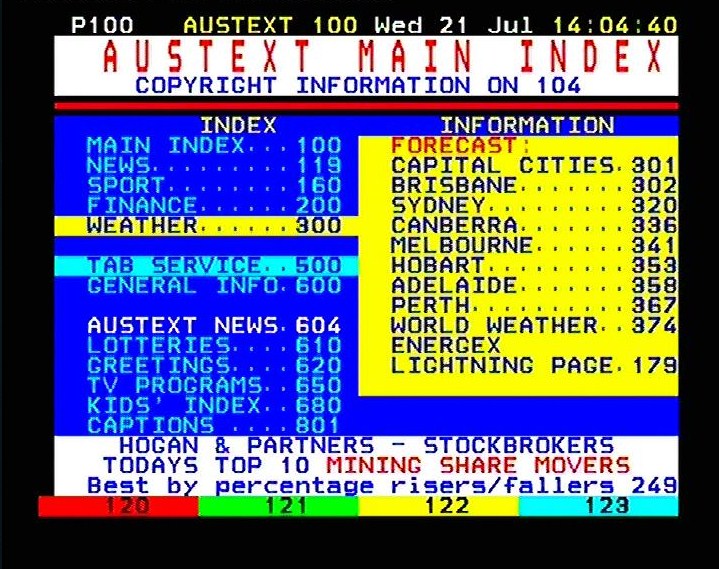 P100 AUSTEXT 100 Wed 21 Jul 14:04:40
AUSTEXT MAIN INDEX
COPYRIGHT INFORMATION ON 104
INDEX
MAIN INDEX...100
NEWS.........119
SPORT........160
FINANCE......200
WEATHER......300
TAB SERVICE..500
GENERAL INFO.600
AUSTEXT NEWS.604
LOTTERIES....610
GREETINGS....620
TV PROGRAMS..650
KIDS' INDEX..680
CAPTIONS ....801
INFORMATION
FORECAST:
CAPITAL CITIES.301
BRISBANE.......302
SYDNEY.........320
CANBERRA.......336
MELBOURNE......341
HOBART.........353
ADELAIDE.......358
PERTH..........367
WORLD WEATHER..374
ENERGEX
LIGHTNING PAGE.179
HOGAN & PARTNERS - STOCKBROKERS
TODAYS TOP 10 MINING SHARE MOVERS
Best by percentage risers/fallers 249
120 121 122 123